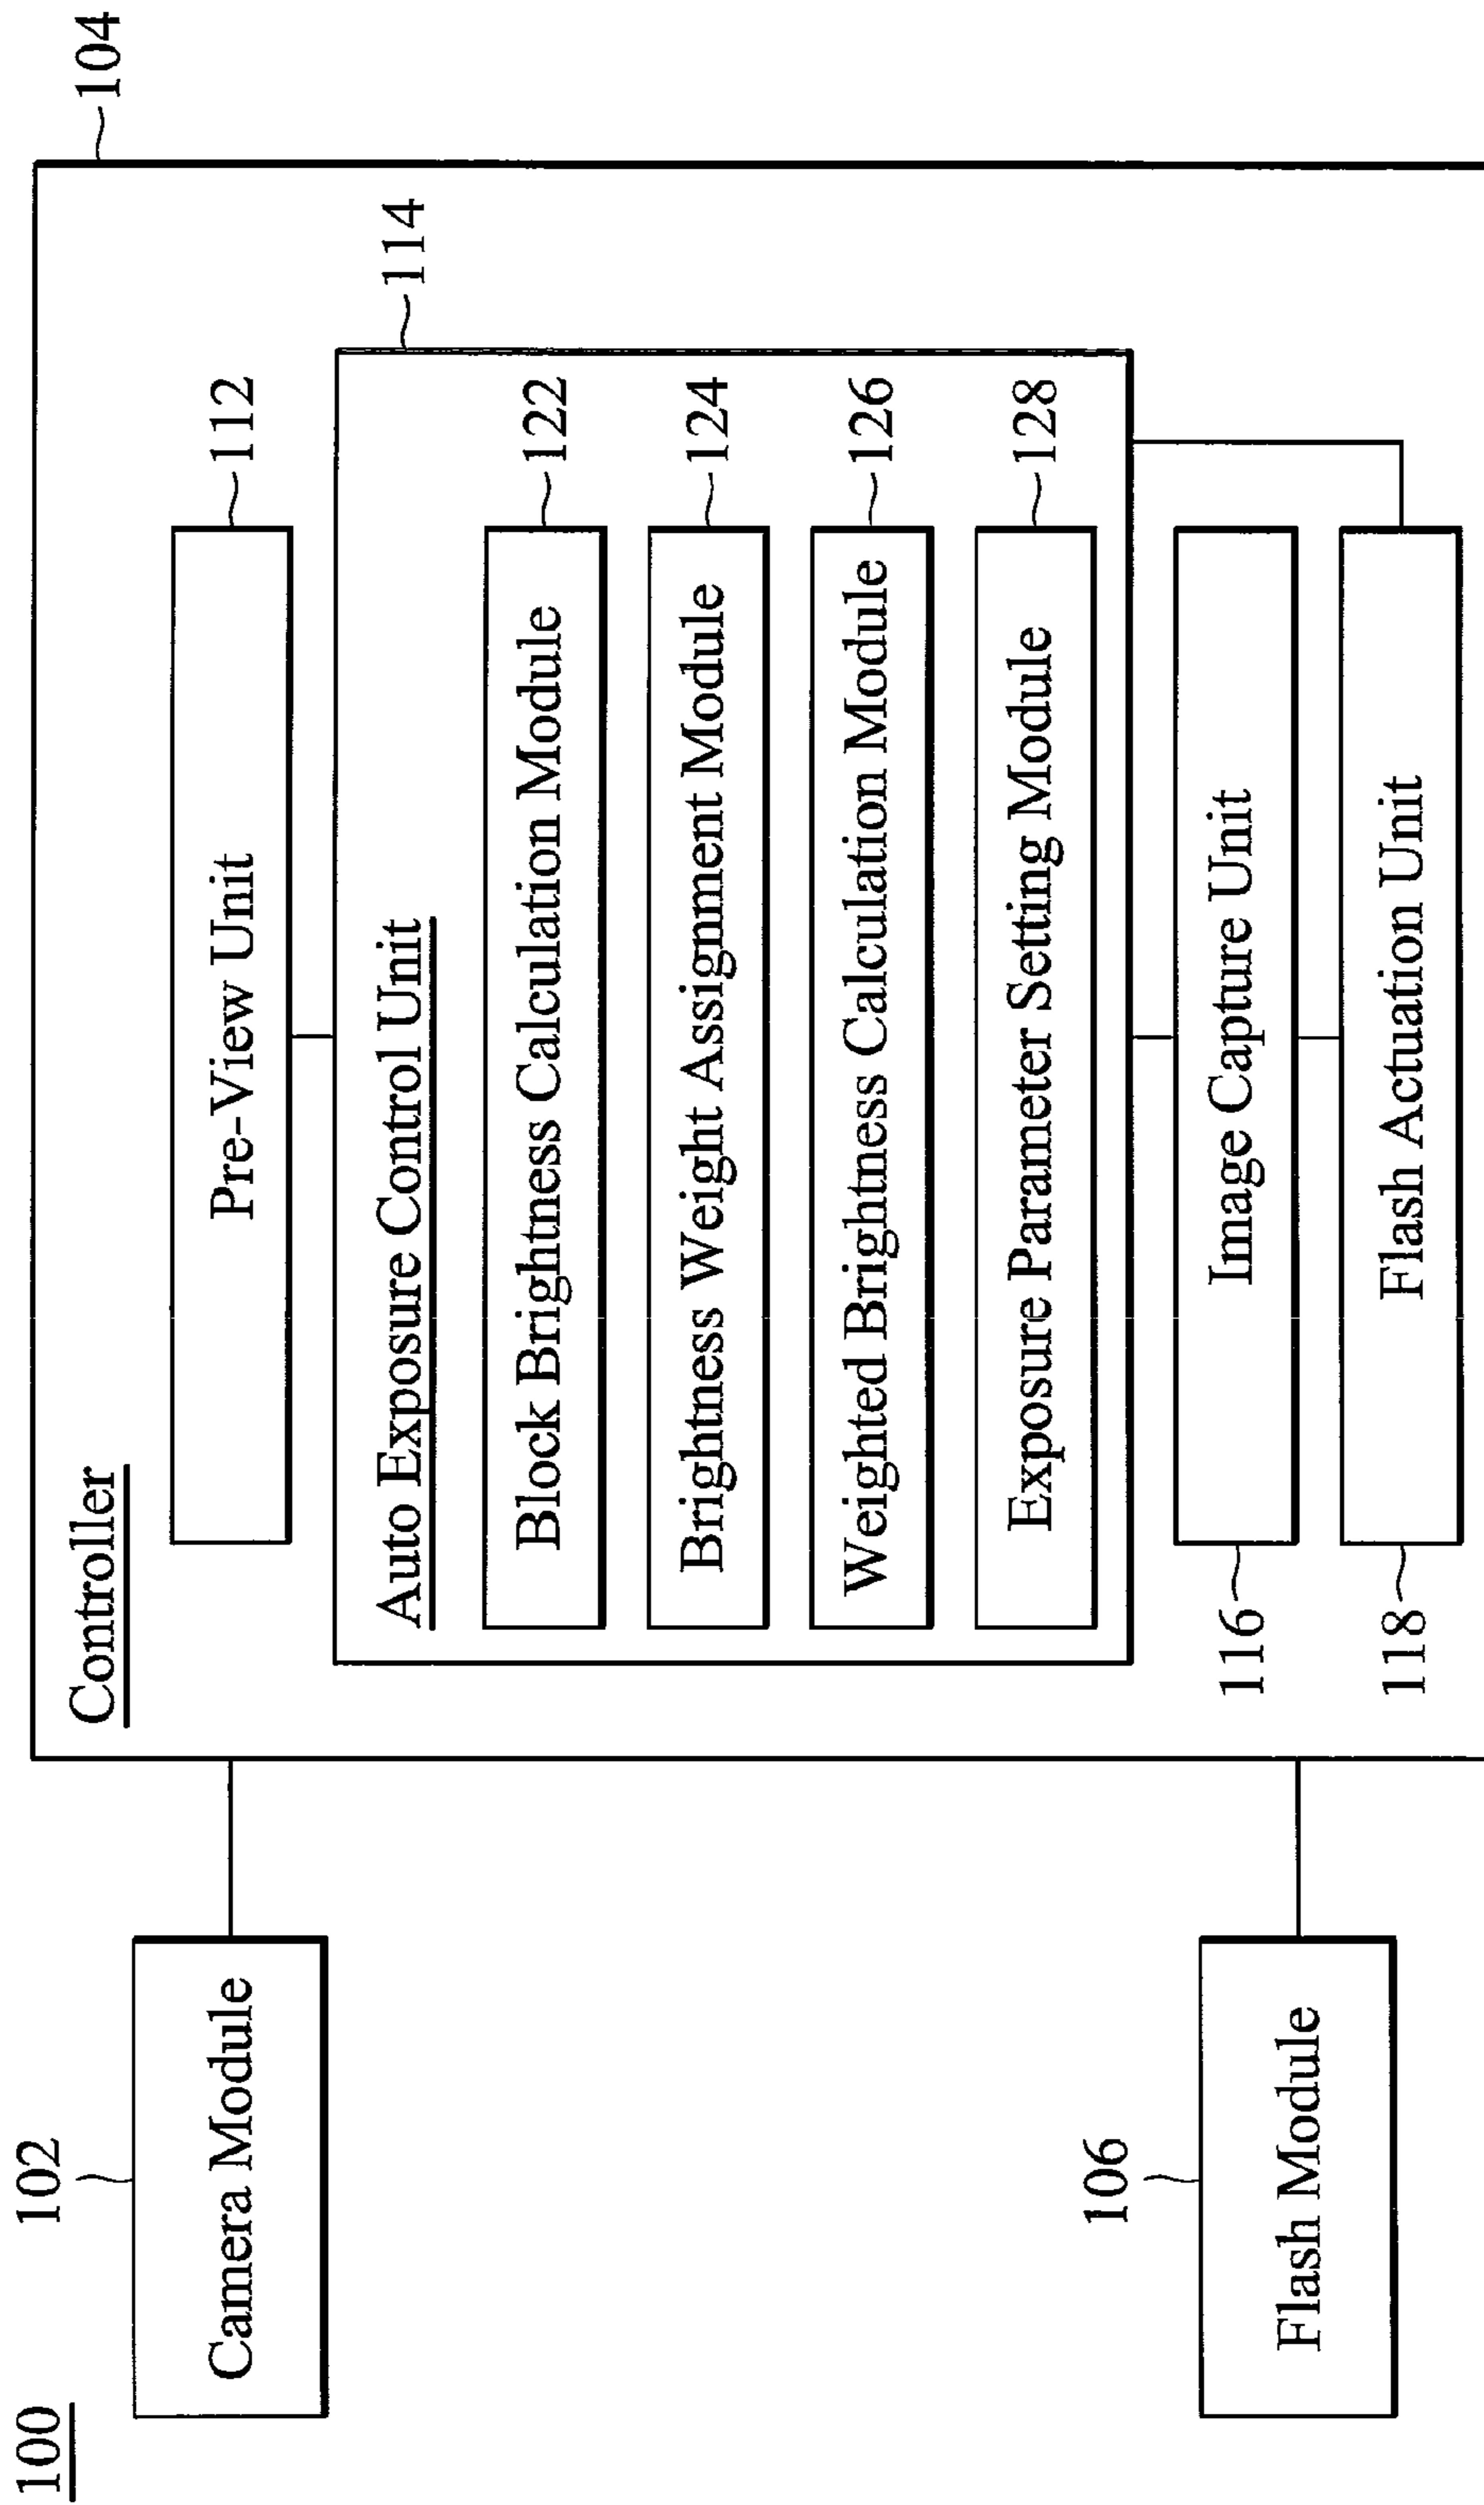 100
102
Camera Module
106
Flash Module
Controller
104
Pre-View Unit
112
114
Auto Exposure Control Unit
Block Brightness Calculation Module
122
Brightness Weight Assignment Module
124
Weighted Brightness Calculation Module
126
Exposure Parameter Setting Module
128
116
Image Capture Unit
118
Flash Actuation Unit